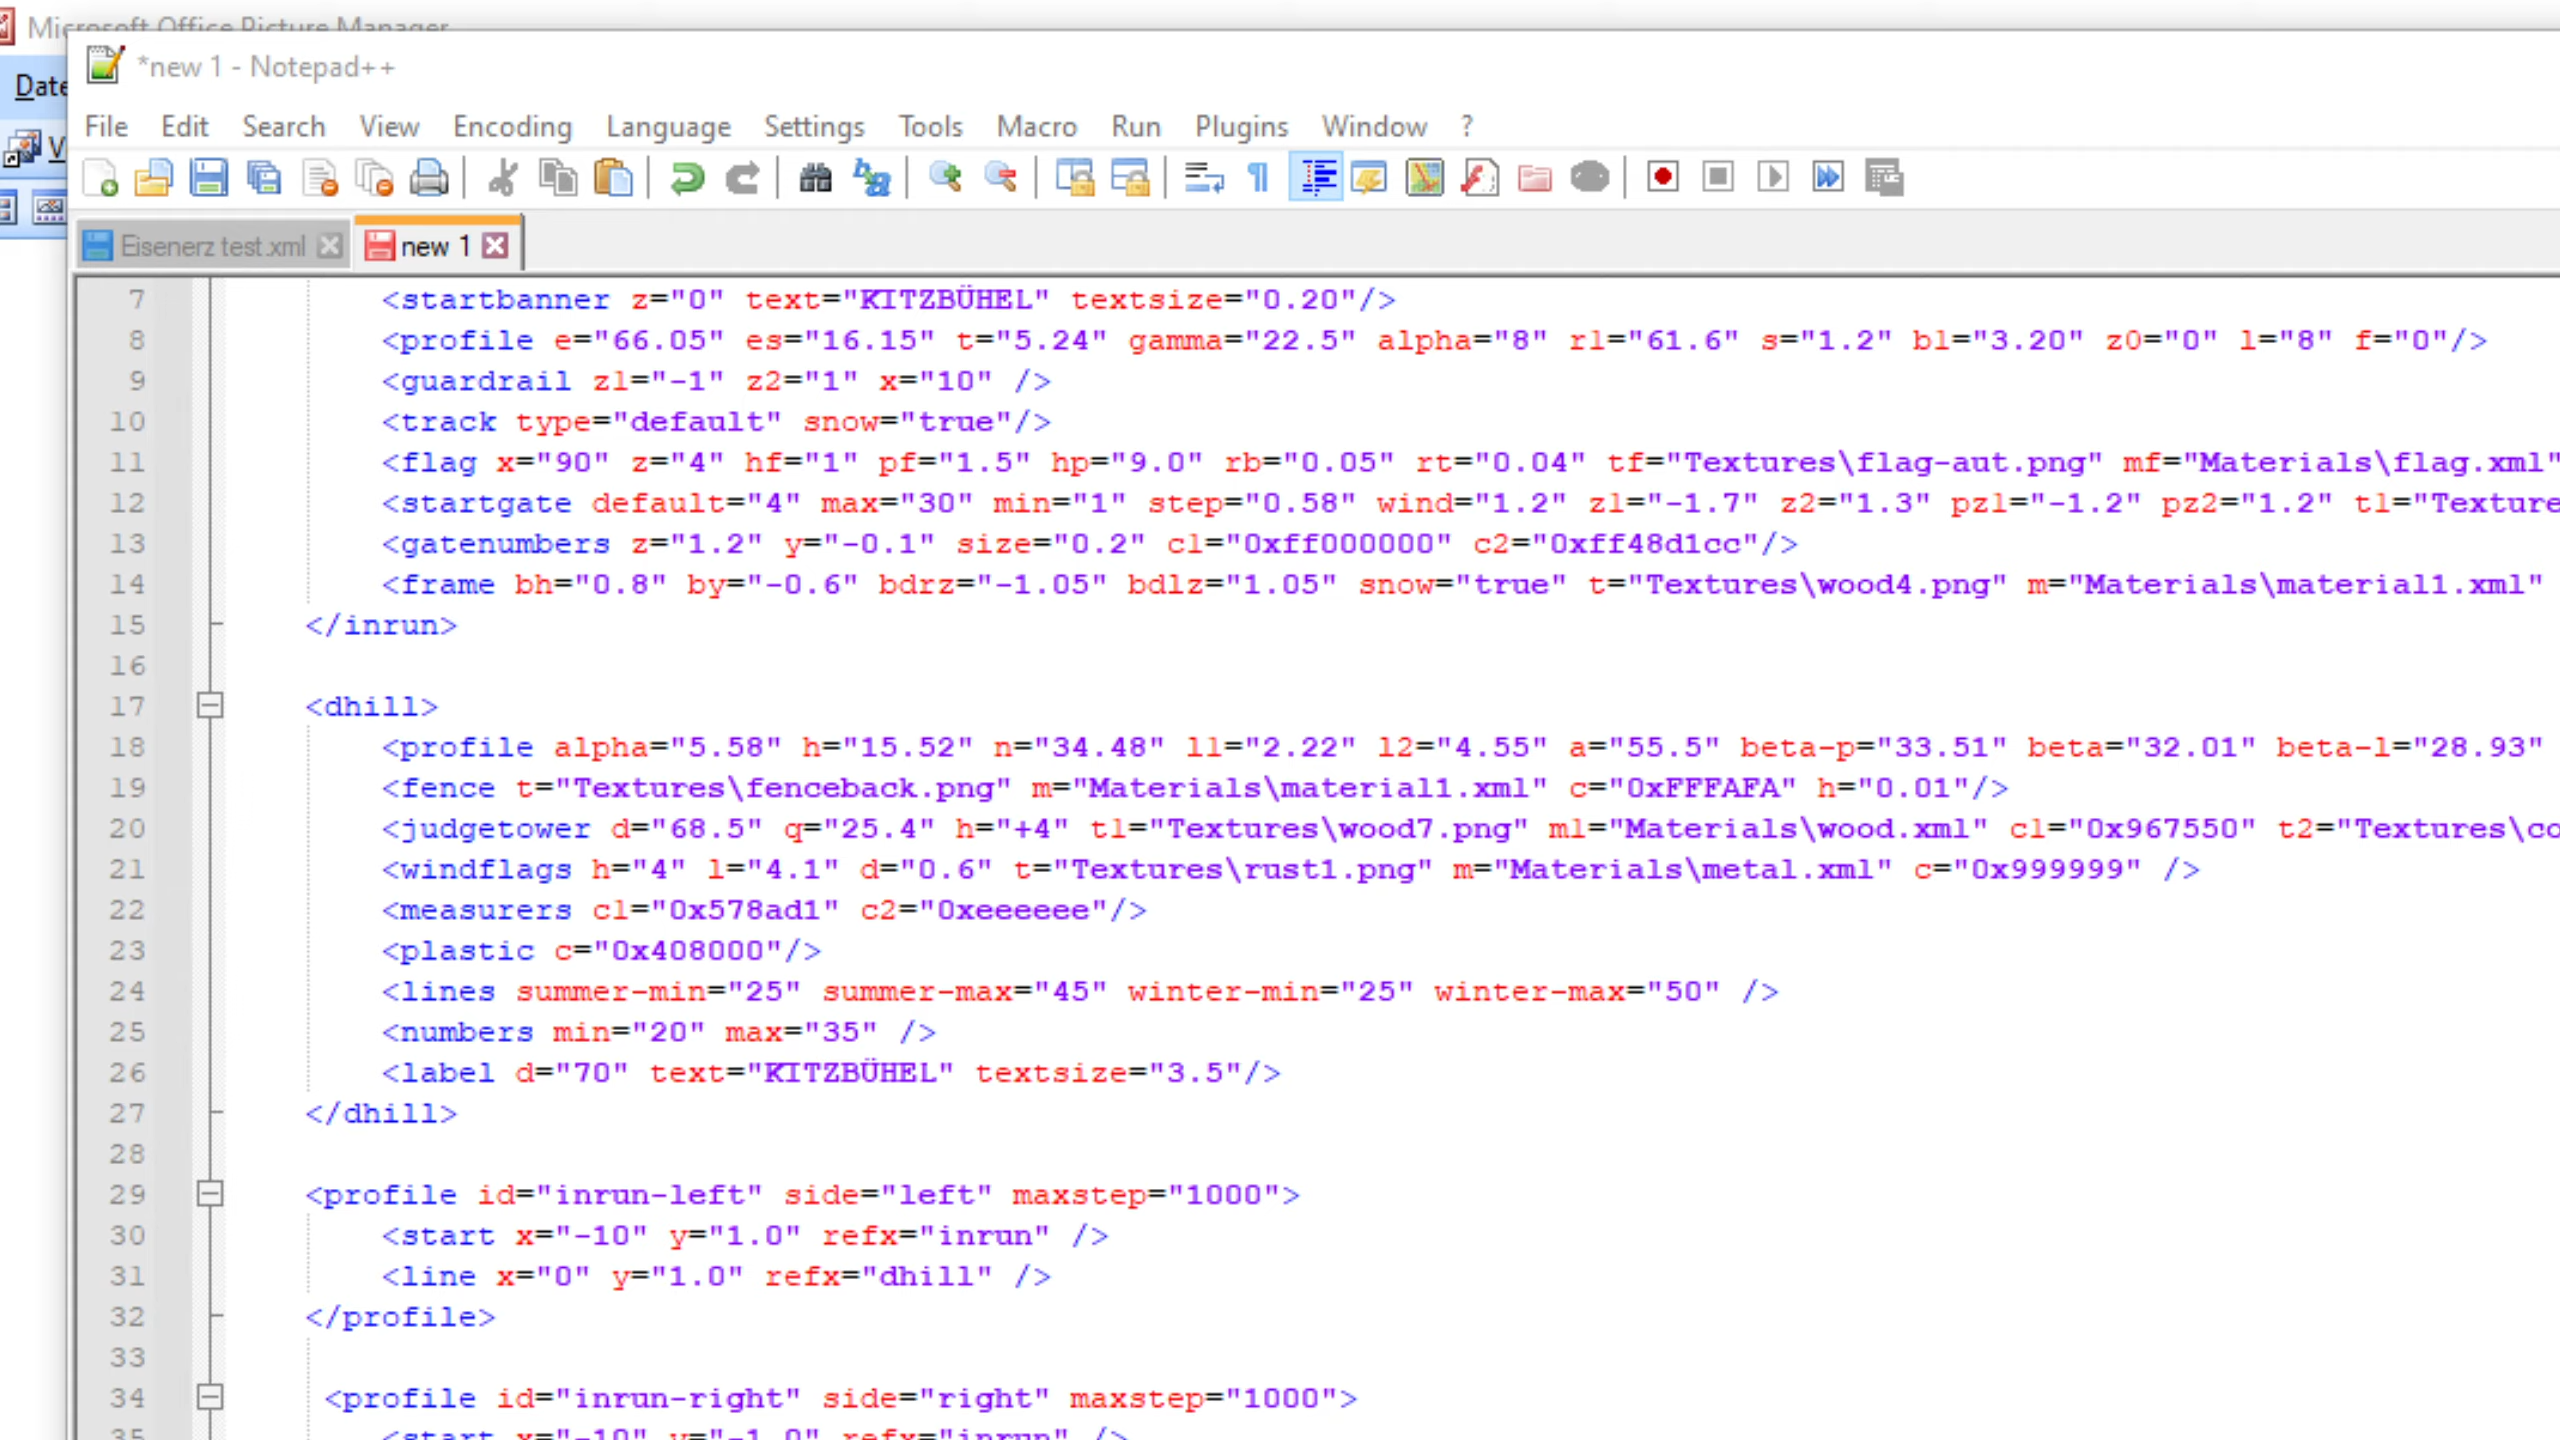 Microsoft Office Picture Manager
*new 1 - Notepad++
Date
File Edit Search View Encoding Language Settings Tools Macro Run Plugins Window ?
V
Eisenerz test.xml new 1
7 <startbanner z="0" text="KITZBÜHEL" textsize="0.20"/>
8 <profile e="66.05" es="16.15" t="5.24" gamma="22.5" alpha="8" rl="61.6" s="1.2" bl="3.20" z0="0" l="8" f="0"/>
9 <guardrail z1="-1" z2="1" x="10" />
10 <track type="default" snow="true"/>
11 <flag x="90" z="4" hf="1" pf="1.5" hp="9.0" rb="0.05" rt="0.04" tf="Textures\flag-aut.png" mf="Materials\flag.xml"
12 <startgate default="4" max="30" min="1" step="0.58" wind="1.2" z1="-1.7" z2="1.3" pz1="-1.2" pz2="1.2" t1="Texture
13 <gatenumbers z="1.2" y="-0.1" size="0.2" c1="0xff000000" c2="0xff48d1cc"/>
14 <frame bh="0.8" by="-0.6" bdrz="-1.05" bdlz="1.05" snow="true" t="Textures\wood4.png" m="Materials\material1.xml"
15 </inrun>
16
17 <dhill>
18 <profile alpha="5.58" h="15.52" n="34.48" l1="2.22" l2="4.55" a="55.5" beta-p="33.51" beta="32.01" beta-l="28.93"
19 <fence t="Textures\fenceback.png" m="Materials\material1.xml" c="0xFFFAFA" h="0.01"/>
20 <judgetower d="68.5" q="25.4" h="+4" t1="Textures\wood7.png" m1="Materials\wood.xml" c1="0x967550" t2="Textures\co
21 <windflags h="4" l="4.1" d="0.6" t="Textures\rust1.png" m="Materials\metal.xml" c="0x999999" />
22 <measurers c1="0x578ad1" c2="0xeeeeee"/>
23 <plastic c="0x408000"/>
24 <lines summer-min="25" summer-max="45" winter-min="25" winter-max="50" />
25 <numbers min="20" max="35" />
26 <label d="70" text="KITZBÜHEL" textsize="3.5"/>
27 </dhill>
28
29 <profile id="inrun-left" side="left" maxstep="1000">
30 <start x="-10" y="1.0" refx="inrun" />
31 <line x="0" y="1.0" refx="dhill" />
32 </profile>
33
34 <profile id="inrun-right" side="right" maxstep="1000">
35 <start x="-10" y="-1.0" refx="inrun" />